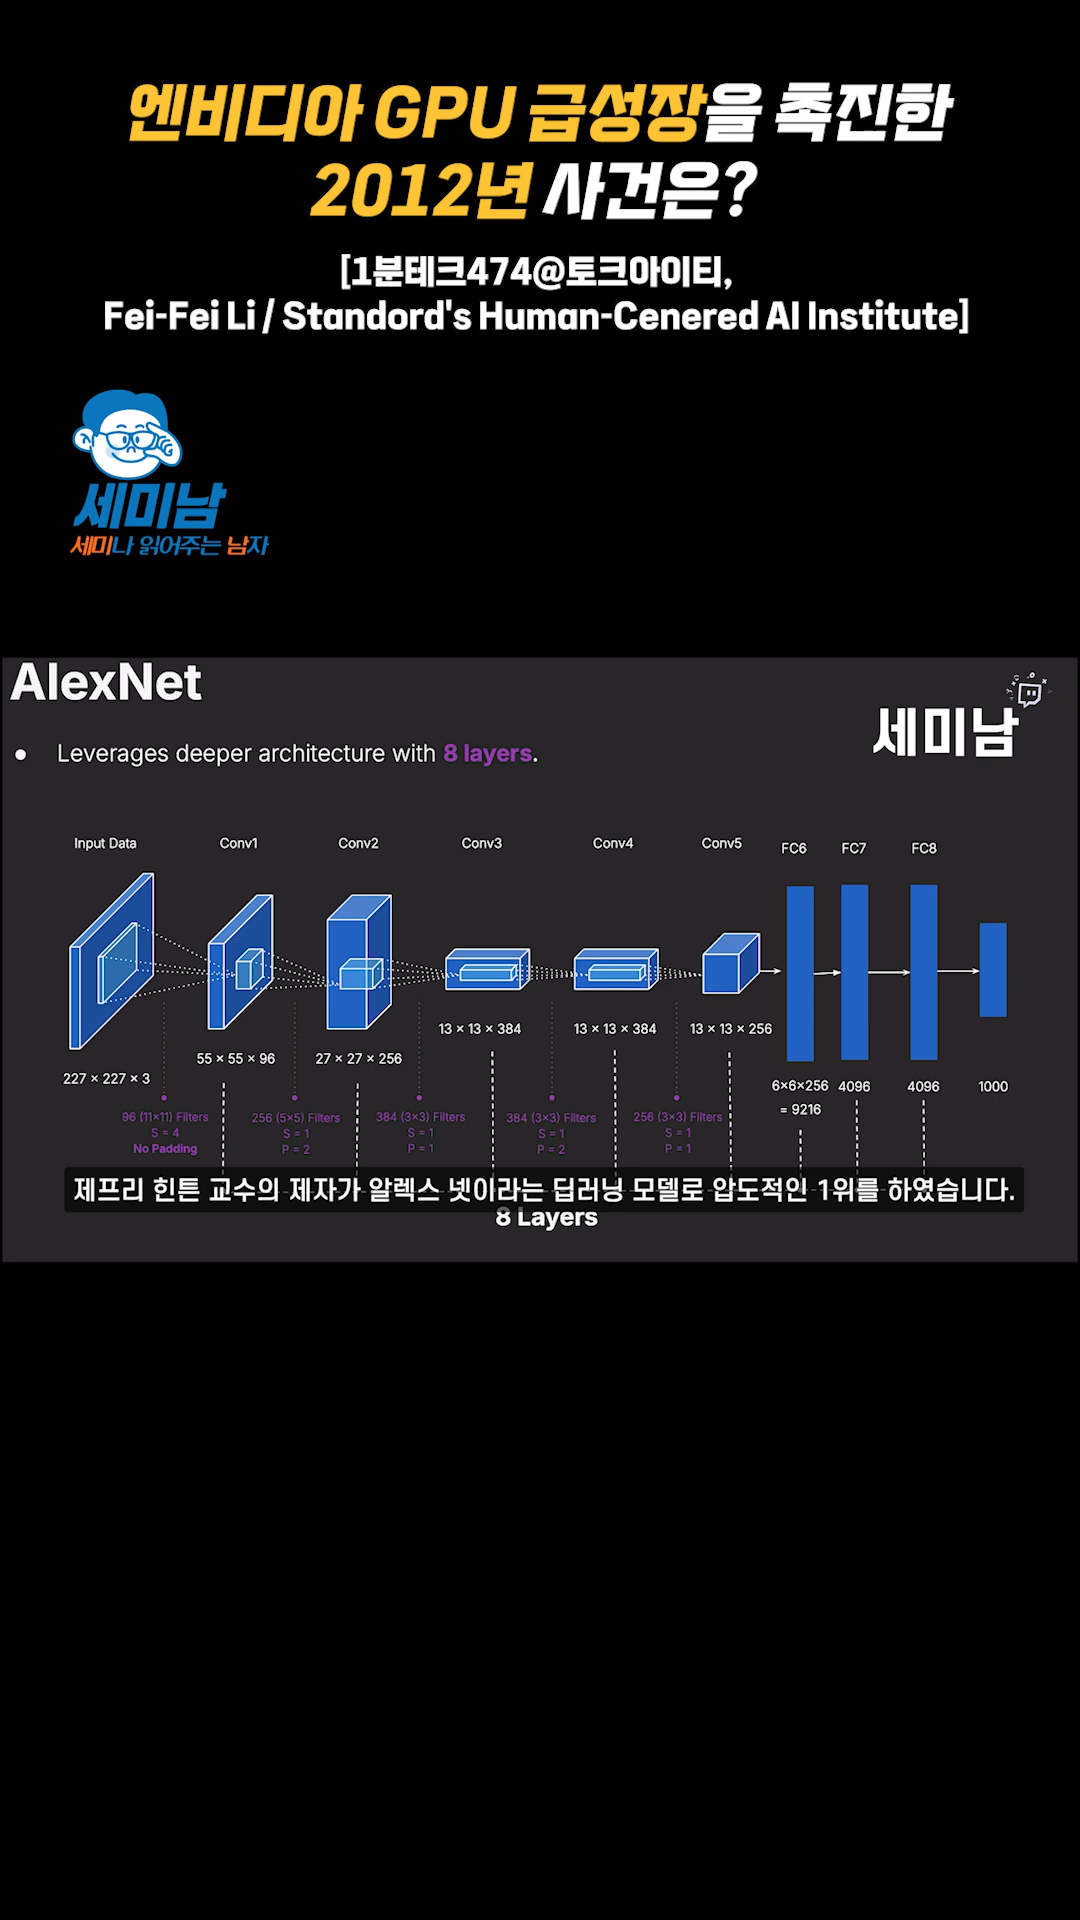 엔비디아 GPU 급성장을 촉진한
2012년 사건은?
[1분테크474@토크아이티,
Fei-Fei Li / Standord's Human-Cenered AI Institute]
세미남
세미나 읽어주는 남자
AlexNet
세미남
● Leverages deeper architecture with 8 layers.
Input Data Conv1 Conv2 Conv3 Conv4 Conv5 FC6 FC7 FC8
13 × 13 × 384 13 × 13 × 384 13 × 13 × 256
55 × 55 × 96 27 × 27 × 256
227 × 227 × 3
6×6×256 4096 4096 1000
= 9216
96 (11×11) Filters 256 (5×5) Filters 384 (3×3) Filters 384 (3×3) Filters 256 (3×3) Filters
S = 4 S = 1 S = 1 S = 1 S = 1
No Padding P = 2 P = 1 P = 2 P = 1
제프리 힌튼 교수의 제자가 알렉스 넷이라는 딥러닝 모델로 압도적인 1위를 하였습니다.
8 Layers